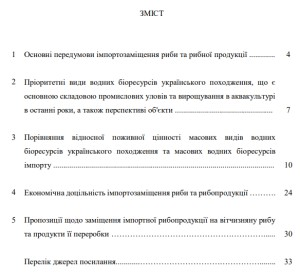 ЗМІСТ
1 Основні передумови імпортозаміщення риби та рибної продукції ............... 4
2 Пріоритетні види водних біоресурсів українського походження, що є
основною складовою промислових уловів та вирощування в аквакультурі
в останні роки, а також перспективі об'єкти .................................. 7
3 Порівняння відносної поживної цінності масових видів водних
біоресурсів українського походження та масових водних біоресурсів
імпорту .................................................................................. 10
4 Економічна доцільність імпортозаміщення риби та рибопродукції ………. 24
5 Пропозиції щодо заміщення імпортної рибопродукції на вітчизняну рибу
та продукти її переробки ……………………………………………………... 30
Перелік джерел посилання.................................................................. 33